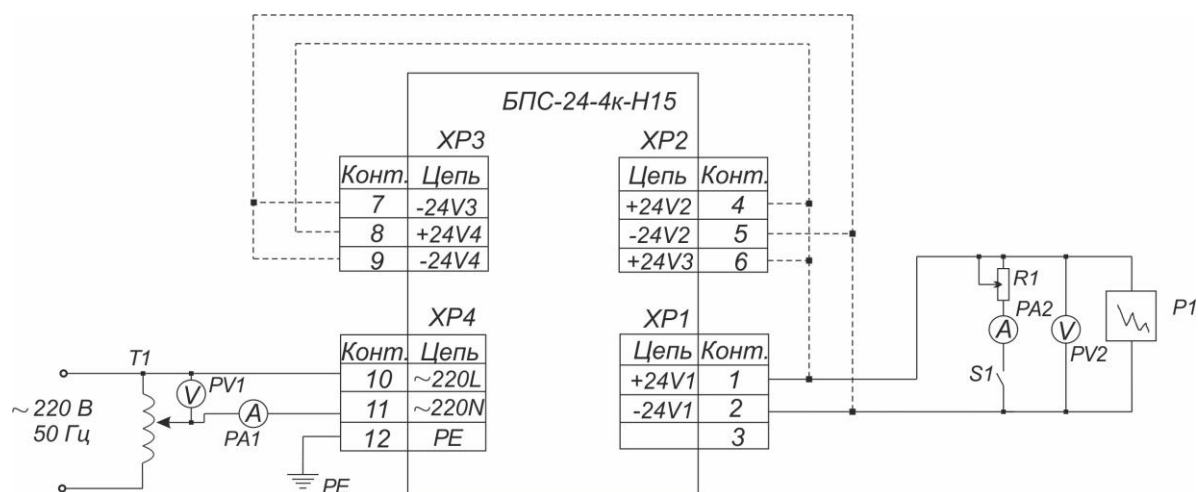 БПС-24-4к-Н15
XP3
Конт. Цепь
7 -24V3
8 +24V4
9 -24V4
XP2
Цепь Конт.
+24V2 4
-24V2 5
+24V3 6
XP4
Конт. Цепь
10 ~220L
11 ~220N
12 PE
XP1
Цепь Конт.
+24V1 1
-24V1 2
3
T1
~ 220 В
50 Гц
V
PV1
A
PA1
PE
R1
PA2
A
S1
V
PV2
P1